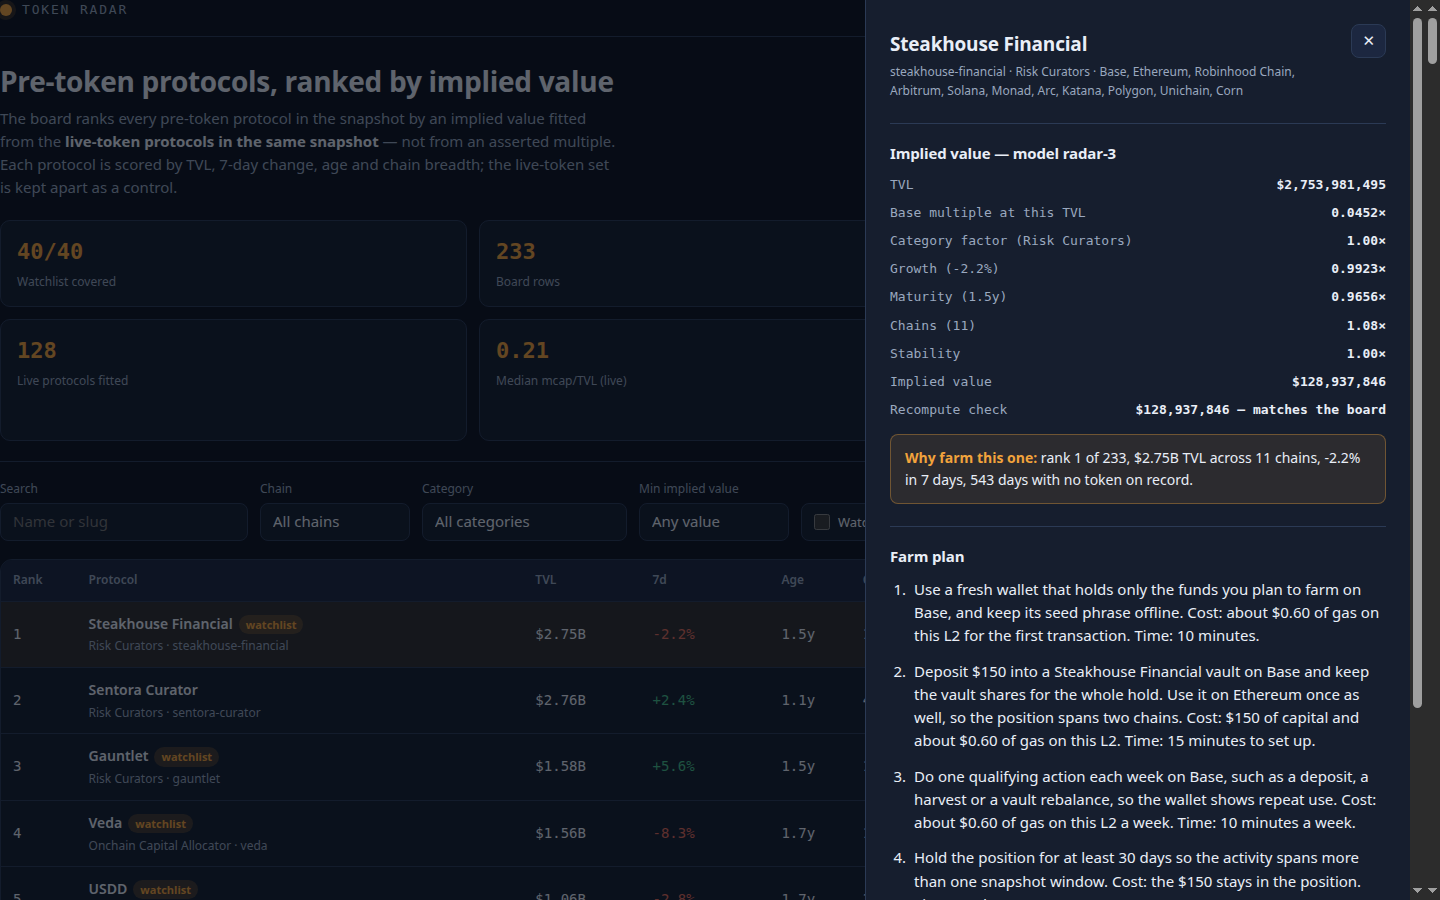 TOKEN RADAR
Pre-token protocols, ranked by implied value
The board ranks every pre-token protocol in the snapshot by an implied value fitted
from the live-token protocols in the same snapshot — not from an asserted multiple.
Each protocol is scored by TVL, 7-day change, age and chain breadth; the live-token set
is kept apart as a control.
40/40
Watchlist covered
233
Board rows
128
Live protocols fitted
0.21
Median mcap/TVL (live)
Search
Chain
Category
Min implied value
Name or slug
All chains
All categories
Any value
Rank
Protocol
TVL
7d
Age
1
Steakhouse Financial watchlist
Risk Curators · steakhouse-financial
$2.75B
-2.2%
1.5y
2
Sentora Curator
Risk Curators · sentora-curator
$2.76B
+2.4%
1.1y
3
Gauntlet watchlist
Risk Curators · gauntlet
$1.58B
+5.6%
1.5y
4
Veda watchlist
Onchain Capital Allocator · veda
$1.56B
-8.3%
1.7y
5
USDD watchlist
$1.06B
-2.8%
1.7y
Steakhouse Financial
✕
steakhouse-financial · Risk Curators · Base, Ethereum, Robinhood Chain,
Arbitrum, Solana, Monad, Arc, Katana, Polygon, Unichain, Corn
Implied value — model radar-3
TVL $2,753,981,495
Base multiple at this TVL 0.0452×
Category factor (Risk Curators) 1.00×
Growth (-2.2%) 0.9923×
Maturity (1.5y) 0.9656×
Chains (11) 1.08×
Stability 1.00×
Implied value $128,937,846
Recompute check $128,937,846 — matches the board
Why farm this one: rank 1 of 233, $2.75B TVL across 11 chains, -2.2%
in 7 days, 543 days with no token on record.
Farm plan
1. Use a fresh wallet that holds only the funds you plan to farm on
Base, and keep its seed phrase offline. Cost: about $0.60 of gas on
this L2 for the first transaction. Time: 10 minutes.
2. Deposit $150 into a Steakhouse Financial vault on Base and keep
the vault shares for the whole hold. Use it on Ethereum once as
well, so the position spans two chains. Cost: $150 of capital and
about $0.60 of gas on this L2. Time: 15 minutes to set up.
3. Do one qualifying action each week on Base, such as a deposit, a
harvest or a vault rebalance, so the wallet shows repeat use. Cost:
about $0.60 of gas on this L2 a week. Time: 10 minutes a week.
4. Hold the position for at least 30 days so the activity spans more
than one snapshot window. Cost: the $150 stays in the position.